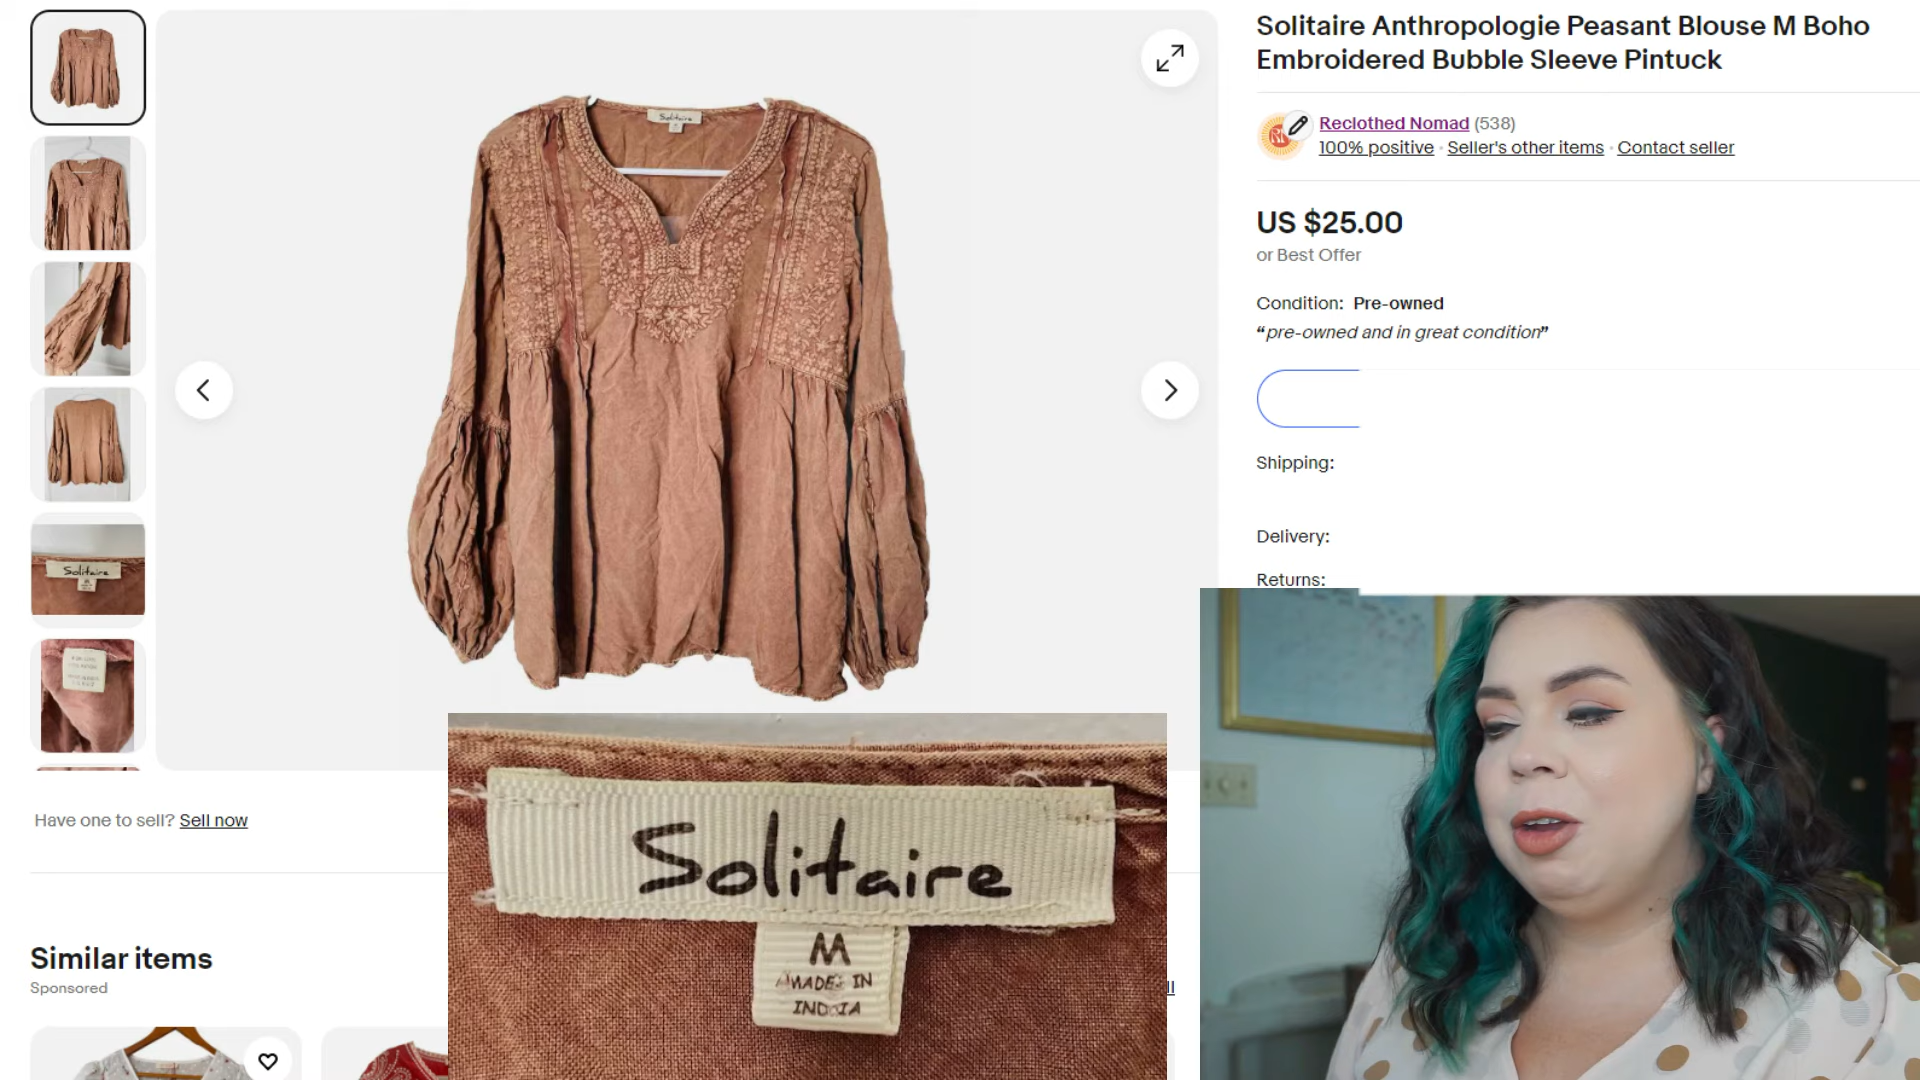 Solitaire Anthropologie Peasant Blouse M Boho
Embroidered Bubble Sleeve Pintuck
Reclothed Nomad (538)
100% positive · Seller's other items · Contact seller
US $25.00
or Best Offer
Condition: Pre-owned
“pre-owned and in great condition”
Shipping:
Delivery:
Returns:
Solitaire
Solitaire
Have one to sell? Sell now
Solitaire
M
MADE IN
INDIA
Similar items
Sponsored